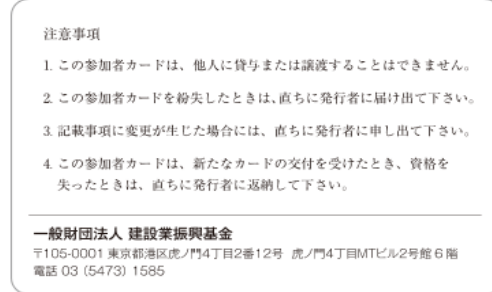 注意事項
1. この参加者カードは、他人に貸与または譲渡することはできません。
2. この参加者カードを紛失したときは、直ちに発行者に届け出て下さい。
3. 記載事項に変更が生じた場合には、直ちに発行者に申し出て下さい。
4. この参加者カードは、新たなカードの交付を受けたとき、資格を
失ったときは、直ちに発行者に返納して下さい。
一般財団法人 建設業振興基金
〒105-0001 東京都港区虎ノ門4丁目2番12号 虎ノ門4丁目MTビル2号館6階
電話 03 (5473) 1585